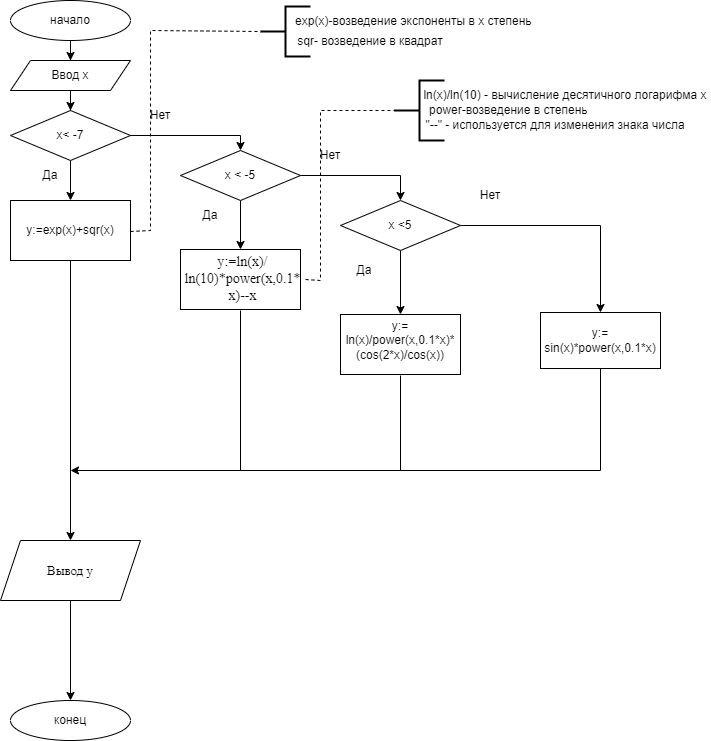 начало
exp(x)-возведение экспоненты в x степень
sqr- возведение в квадрат
Ввод x
ln(x)/ln(10) - вычисление десятичного логарифма x
power-возведение в степень
"--" - используется для изменения знака числа
Нет
x< -7
Да
Нет
x < -5
Да
Нет
x <5
Да
y:=exp(x)+sqr(x)
y:=ln(x)/
ln(10)*power(x,0.1*
x)--x
y:=
ln(x)/power(x,0.1*x)*
(cos(2*x)/cos(x))
y:=
sin(x)*power(x,0.1*x)
Вывод y
конец